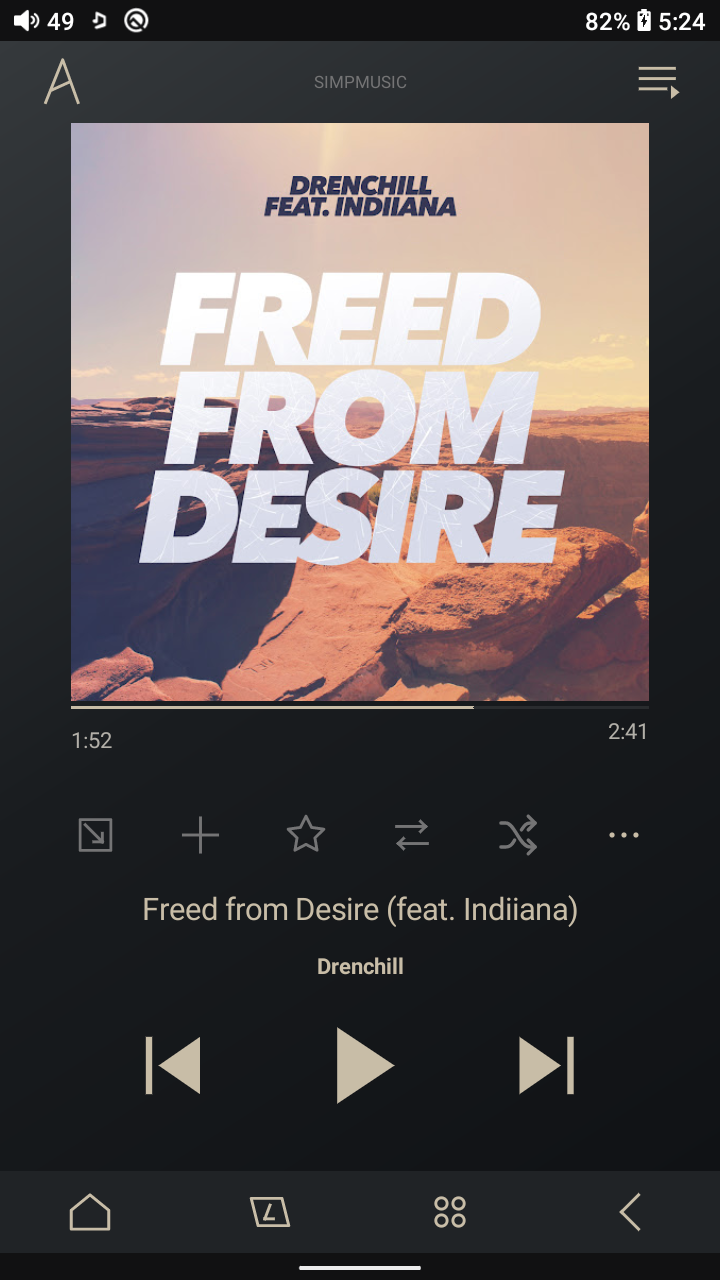 49
82% 5:24
SIMPMUSIC
DRENCHILL
FEAT. INDIIANA
FREED
FROM
DESIRE
1:52
2:41
Freed from Desire (feat. Indiiana)
Drenchill